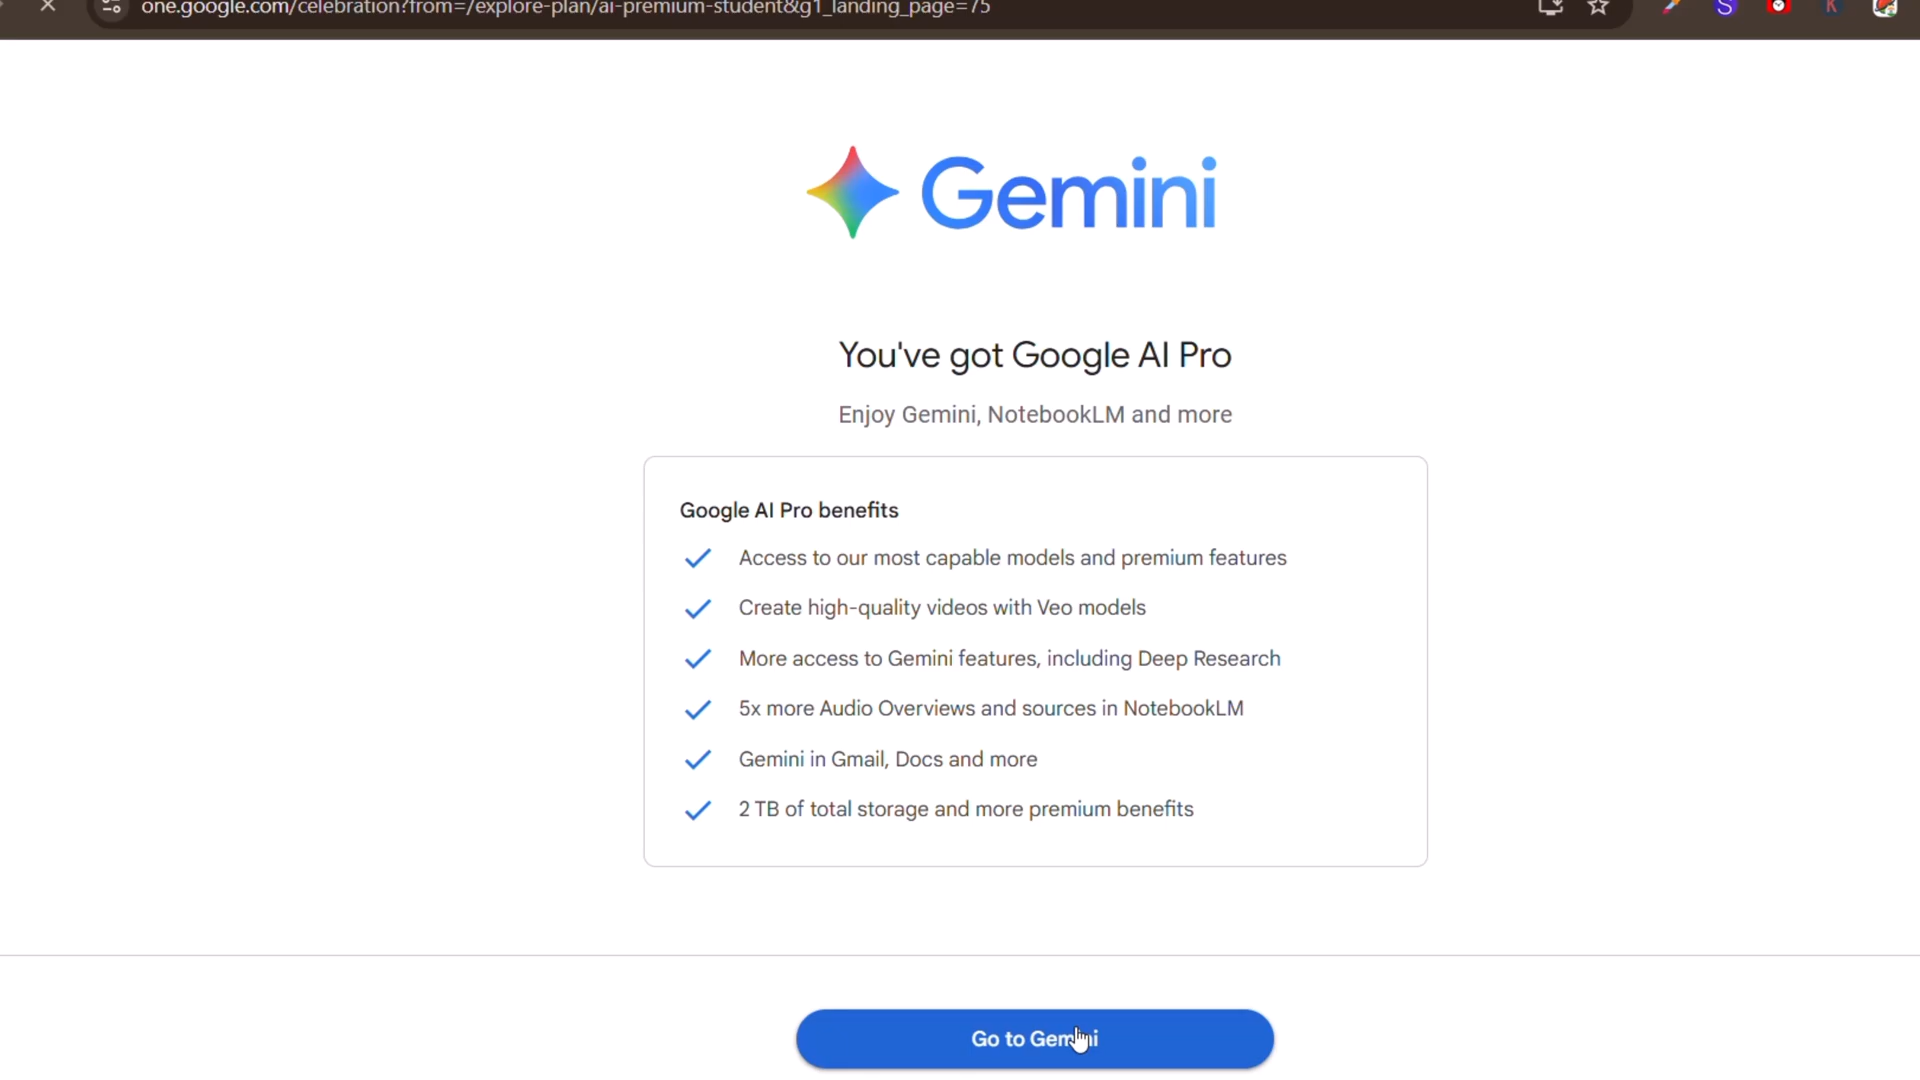 one.google.com/celebration?from=/explore-plan/ai-premium-student&g1_landing_page=75
Gemini
You've got Google AI Pro
Enjoy Gemini, NotebookLM and more
Google AI Pro benefits
Access to our most capable models and premium features
Create high-quality videos with Veo models
More access to Gemini features, including Deep Research
5x more Audio Overviews and sources in NotebookLM
Gemini in Gmail, Docs and more
2 TB of total storage and more premium benefits
Go to Gemini